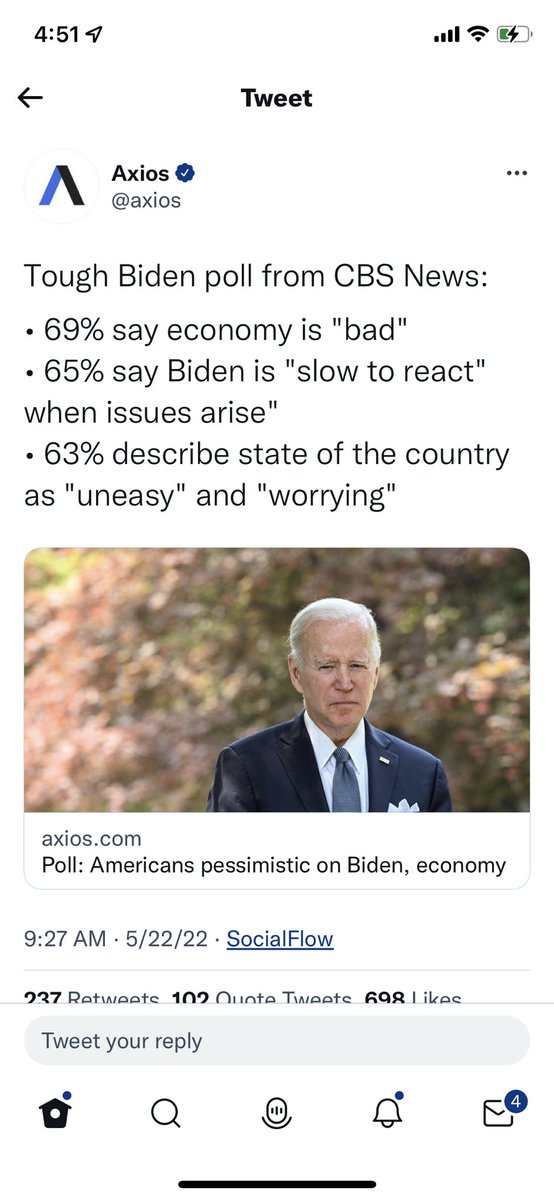 4:51
Tweet
Axios
@axios
Tough Biden poll from CBS News:
• 69% say economy is "bad"
• 65% say Biden is "slow to react"
when issues arise"
• 63% describe state of the country
as "uneasy" and "worrying"
axios.com
Poll: Americans pessimistic on Biden, economy
9:27 AM · 5/22/22 · SocialFlow
237 Retweets 102 Quote Tweets 698 Likes
Tweet your reply
4